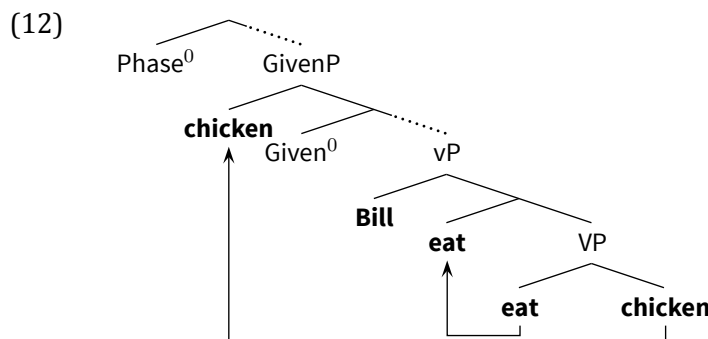 (12)
Phase⁰ GivenP
chicken Given⁰ vP
Bill eat VP
eat chicken